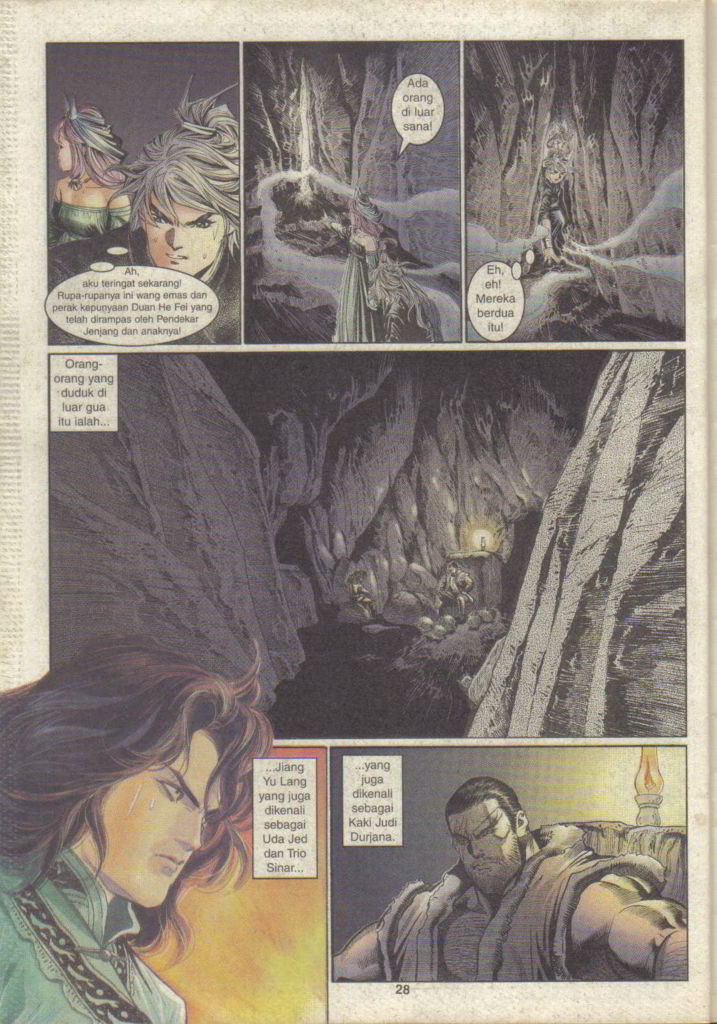 Ah,
aku teringat sekarang!
Rupa-rupanya ini wang emas dan
perak kepunyaan Duan He Fei yang
telah dirampas oleh Pendekar
Jenjang dan anaknya!
Ada
orang
di luar
sana!
Eh,
eh!
Mereka
berdua
itu!
Orang-
orang yang
duduk di
luar gua
itu ialah...
...Jiang
Yu Lang
yang juga
dikenali
sebagai
Uda Jed
dan Trio
Sinar...
...yang
juga
dikenali
sebagai
Kaki Judi
Durjana.
28